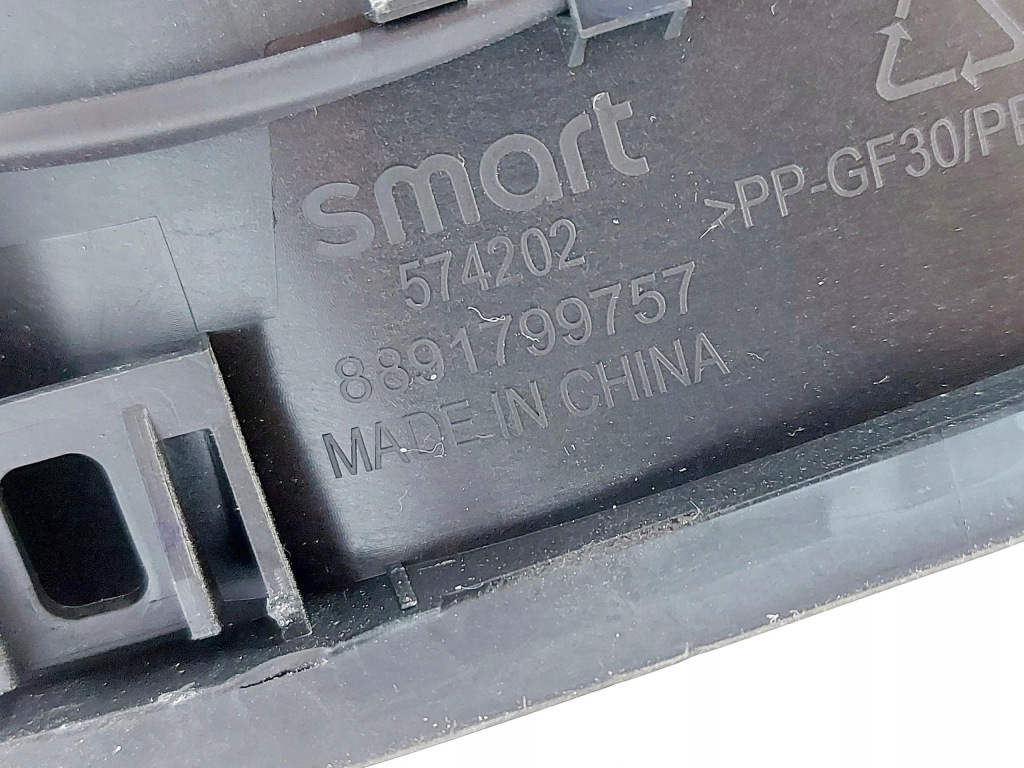 smart
574202
8891799757
MADE IN CHINA
>PP-GF30/PP